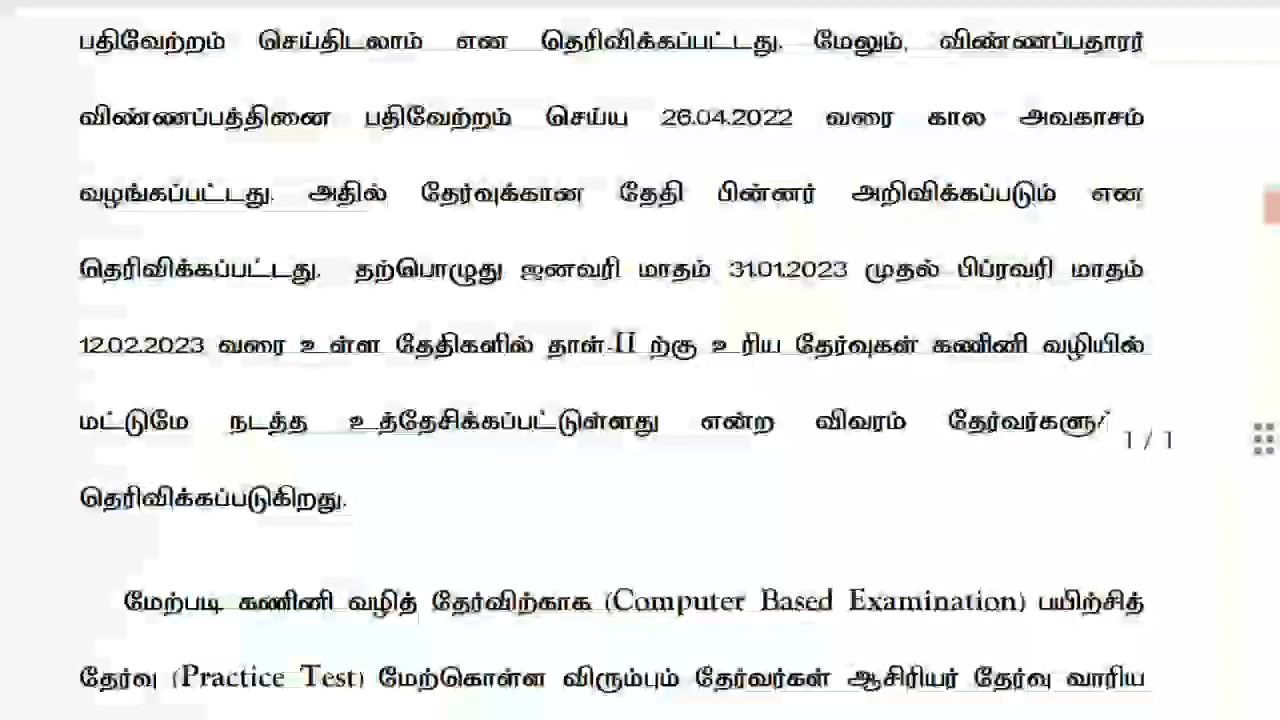 பதிவேற்றம் செய்திடலாம் என தெரிவிக்கப்பட்டது. மேலும், விண்ணப்பதாரர்
விண்ணப்பத்தினை பதிவேற்றம் செய்ய 26.04.2022 வரை கால அவகாசம்
வழங்கப்பட்டது. அதில் தேர்வுக்கான தேதி பின்னர் அறிவிக்கப்படும் என
தெரிவிக்கப்பட்டது. தற்பொழுது ஜனவரி மாதம் 31.01.2023 முதல் பிப்ரவரி மாதம்
12.02.2023 வரை உள்ள தேதிகளில் தாள்-II ற்கு உரிய தேர்வுகள் கணினி வழியில்
மட்டுமே நடத்த உத்தேசிக்கப்பட்டுள்ளது என்ற விவரம்
1 / 1
தெரிவிக்கப்படுகிறது.
மேற்படி கணினி வழித் தேர்விற்காக (Computer Based Examination) பயிற்சித்
தேர்வு (Practice Test) மேற்கொள்ள விரும்பும் தேர்வர்கள் ஆசிரியர் தேர்வு வாரிய